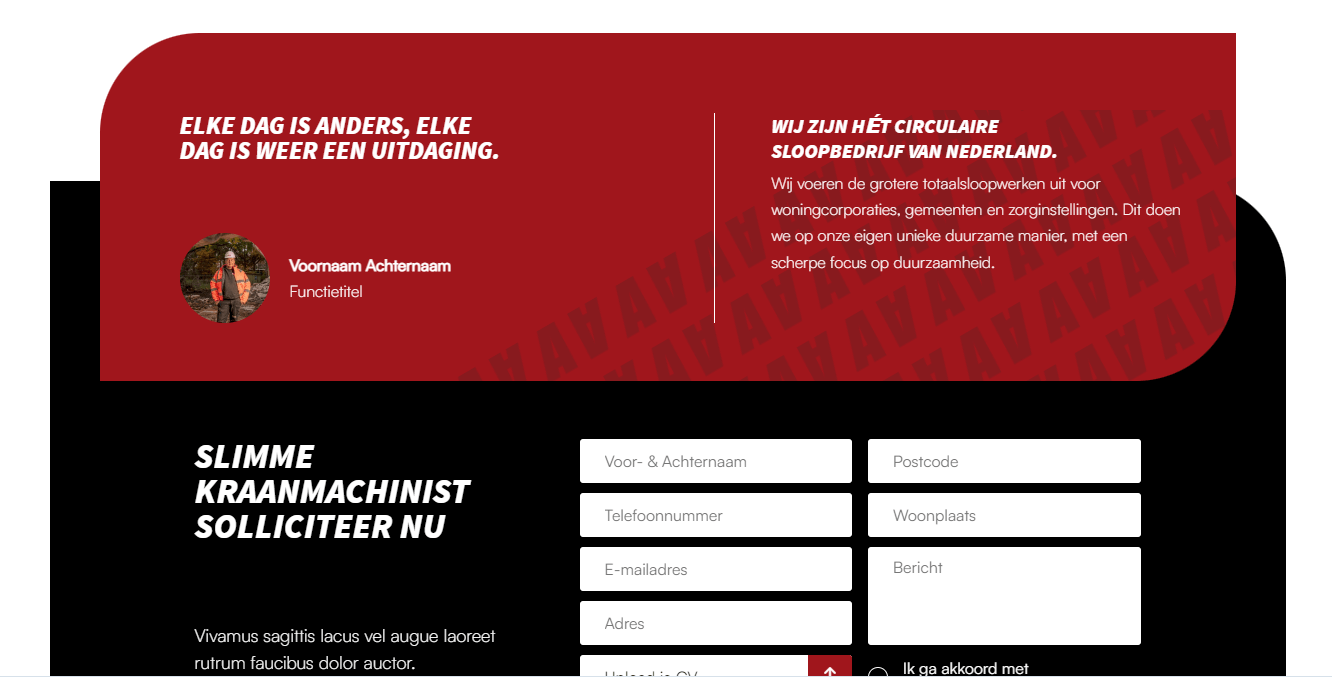 ELKE DAG IS ANDERS, ELKE
DAG IS WEER EEN UITDAGING.
Voornaam Achternaam
Functietitel
WIJ ZIJN HÉT CIRCULAIRE
SLOOPBEDRIJF VAN NEDERLAND.
Wij voeren de grotere totaalsloopwerken uit voor
woningcorporaties, gemeenten en zorginstellingen. Dit doen
we op onze eigen unieke duurzame manier, met een
scherpe focus op duurzaamheid.
SLIMME
KRAANMACHINIST
SOLLICITEER NU
Vivamus sagittis lacus vel augue laoreet
rutrum faucibus dolor auctor.
Voor- & Achternaam
Postcode
Telefoonnummer
Woonplaats
E-mailadres
Bericht
Adres
Upload je CV
Ik ga akkoord met